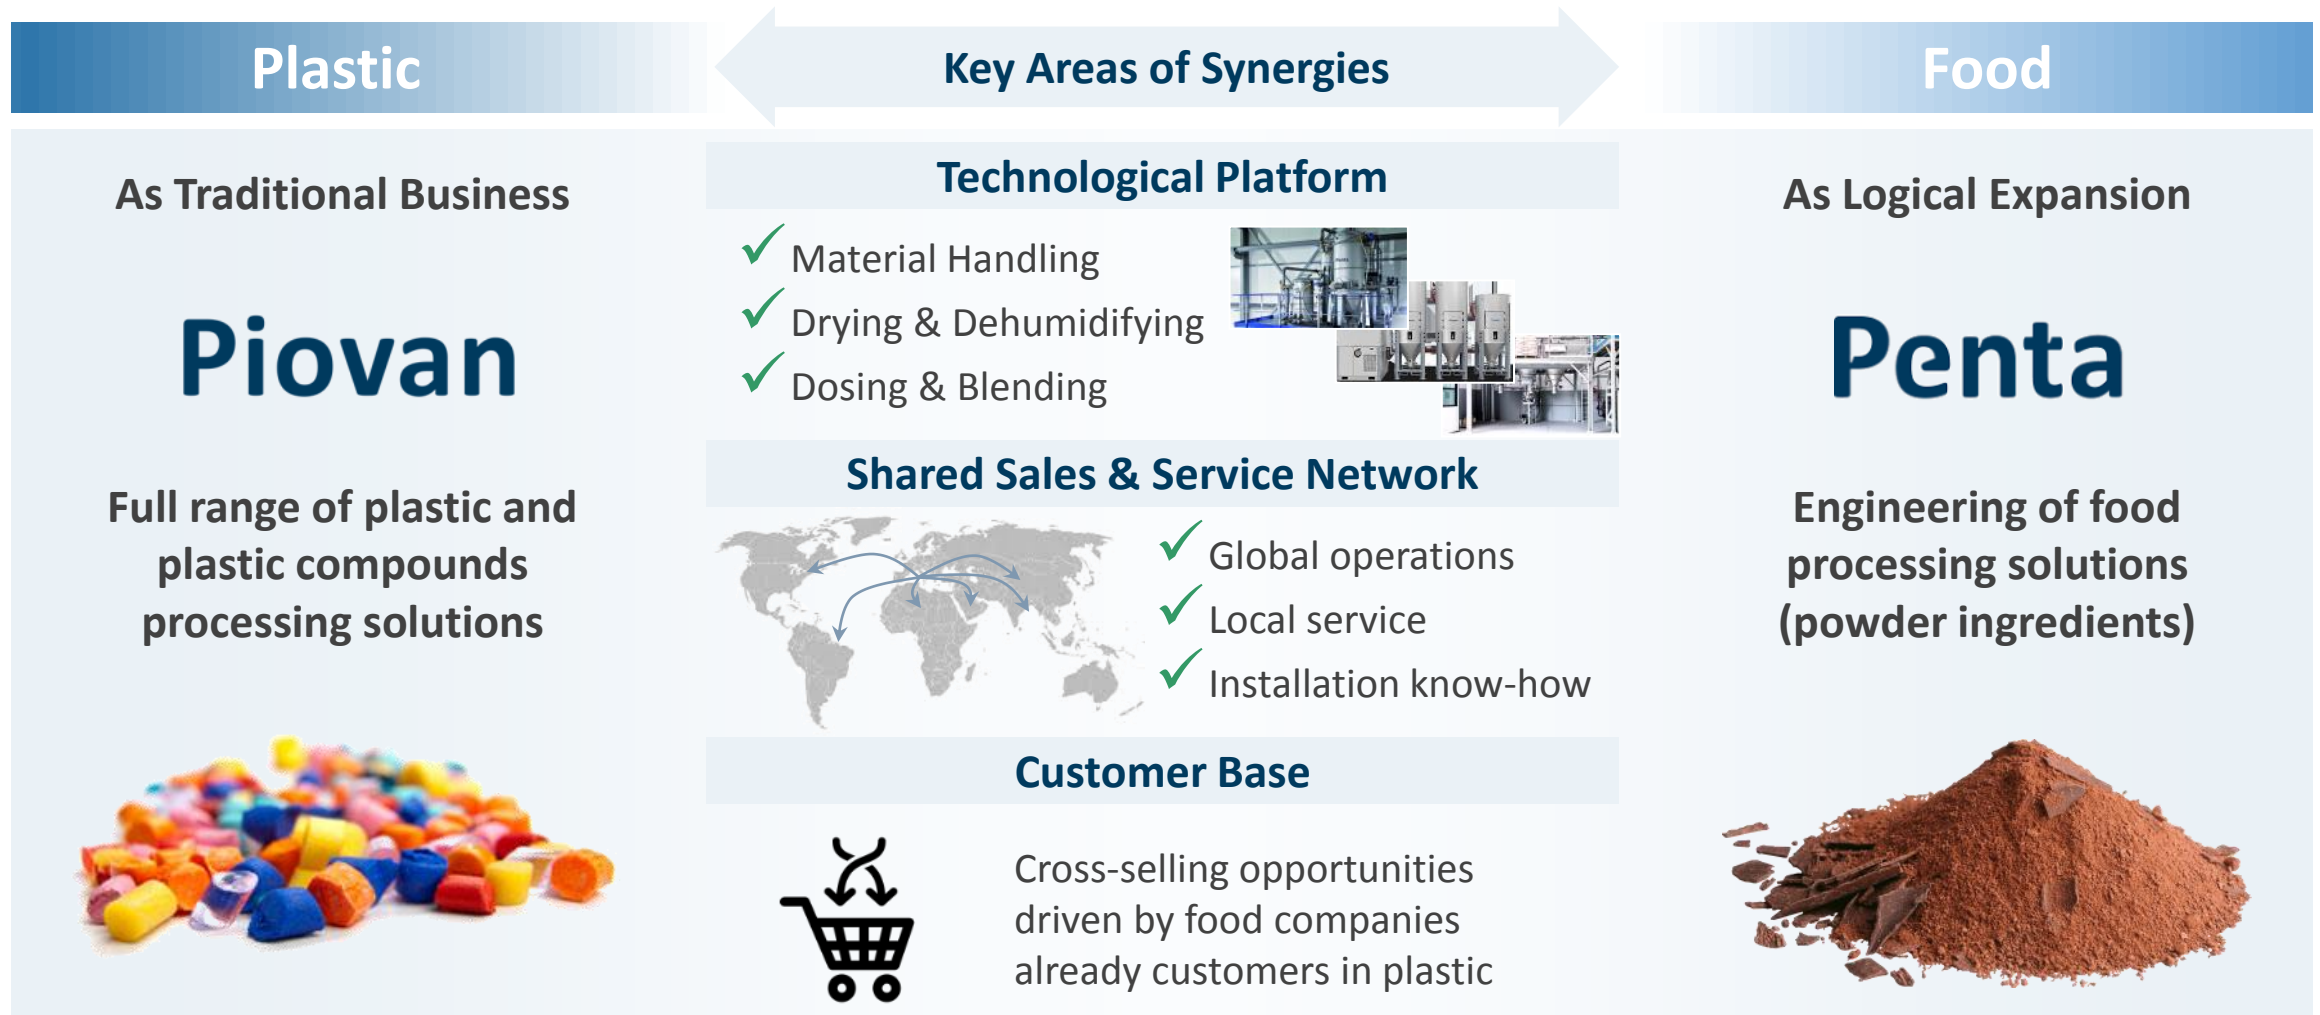 Plastic
Key Areas of Synergies
Food
As Traditional Business
Piovan
Full range of plastic and
plastic compounds
processing solutions
Technological Platform
Material Handling
Drying & Dehumidifying
Dosing & Blending
Shared Sales & Service Network
Global operations
Local service
Installation know-how
Customer Base
Cross-selling opportunities
driven by food companies
already customers in plastic
As Logical Expansion
Penta
Engineering of food
processing solutions
(powder ingredients)